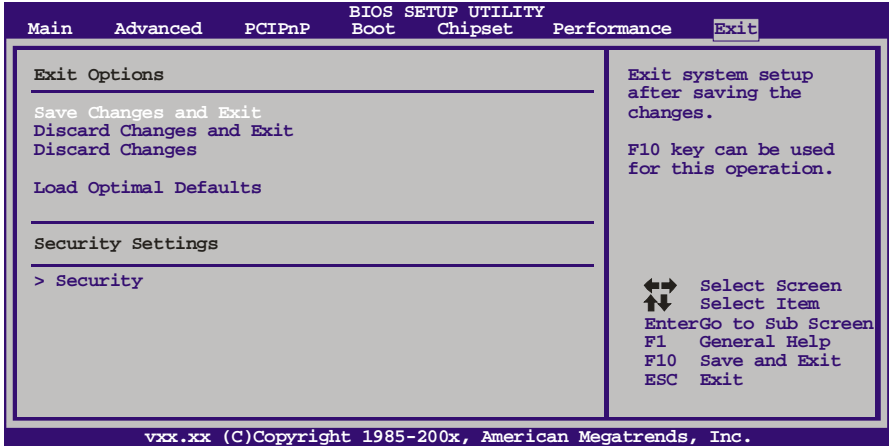 BIOS SETUP UTILITY
Main Advanced PCIPnP Boot Chipset Performance Exit
Exit Options
Save Changes and Exit
Discard Changes and Exit
Discard Changes
Load Optimal Defaults
Security Settings
> Security
Exit system setup
after saving the
changes.
F10 key can be used
for this operation.
Select Screen
Select Item
EnterGo to Sub Screen
F1 General Help
F10 Save and Exit
ESC Exit
vxx.xx (C)Copyright 1985-200x, American Megatrends, Inc.